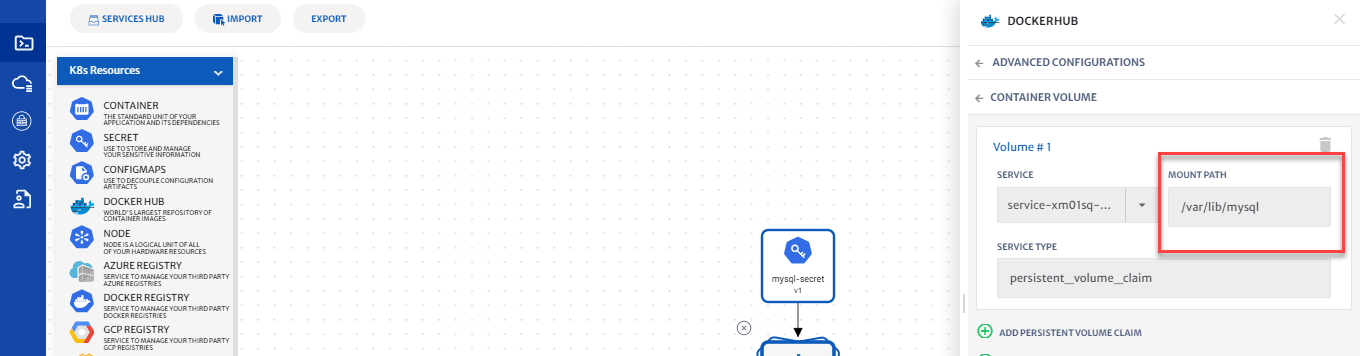 SERVICES HUB
IMPORT
EXPORT
K8s Resources
CONTAINER
THE STANDARD UNIT OF YOUR
APPLICATION AND ITS DEPENDENCIES
SECRET
USE TO STORE AND MANAGE
YOUR SENSITIVE INFORMATION
CONFIGMAPS
USE TO DECOUPLE CONFIGURATION
ARTIFACTS
DOCKER HUB
WORLD'S LARGEST REPOSITORY OF
CONTAINER IMAGES
NODE
NODE IS A LOGICAL UNIT OF ALL
OF YOUR HARDWARE RESOURCES
AZURE REGISTRY
SERVICE TO MANAGE YOUR THIRD PARTY
AZURE REGISTRIES
DOCKER REGISTRY
SERVICE TO MANAGE YOUR THIRD PARTY
DOCKER REGISTRIES
GCP REGISTRY
SERVICE TO MANAGE YOUR THIRD PARTY
GCP REGISTRIES
mysql-secret
v1
DOCKERHUB
ADVANCED CONFIGURATIONS
CONTAINER VOLUME
Volume # 1
SERVICE
MOUNT PATH
service-xm01sq-...
/var/lib/mysql
SERVICE TYPE
persistent_volume_claim
ADD PERSISTENT VOLUME CLAIM